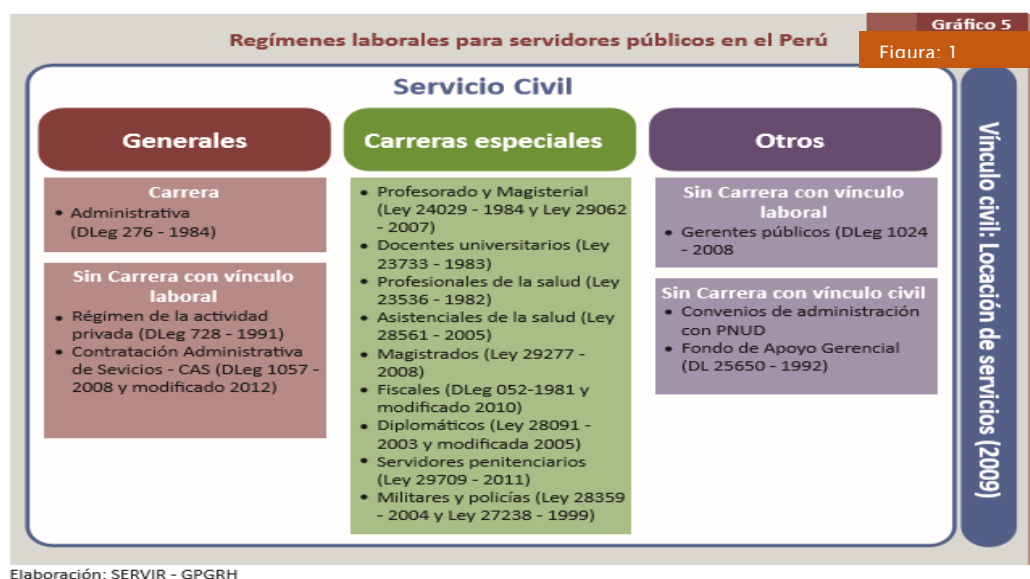 Gráfico 5
Regímenes laborales para servidores públicos en el Perú
Figura: 1
Servicio Civil
Generales
Carrera
• Administrativa
(DLeg 276 - 1984)
Sin Carrera con vínculo
laboral
• Régimen de la actividad
privada (DLeg 728 - 1991)
• Contratación Administrativa
de Sevicios - CAS (DLeg 1057 -
2008 y modificado 2012)
Carreras especiales
• Profesorado y Magisterial
(Ley 24029 - 1984 y Ley 29062
- 2007)
• Docentes universitarios (Ley
23733 - 1983)
• Profesionales de la salud (Ley
23536 - 1982)
• Asistenciales de la salud (Ley
28561 - 2005)
• Magistrados (Ley 29277 -
2008)
• Fiscales (DLeg 052-1981 y
modificado 2010)
• Diplomáticos (Ley 28091 -
2003 y modificada 2005)
• Servidores penitenciarios
(Ley 29709 - 2011)
• Militares y policías (Ley 28359
- 2004 y Ley 27238 - 1999)
Otros
Sin Carrera con vínculo
laboral
• Gerentes públicos (DLeg 1024
- 2008
Sin Carrera con vínculo civil
• Convenios de administración
con PNUD
• Fondo de Apoyo Gerencial
(DL 25650 - 1992)
Vínculo civil: Locación de servicios (2009)
Elaboración: SERVIR - GPGRH